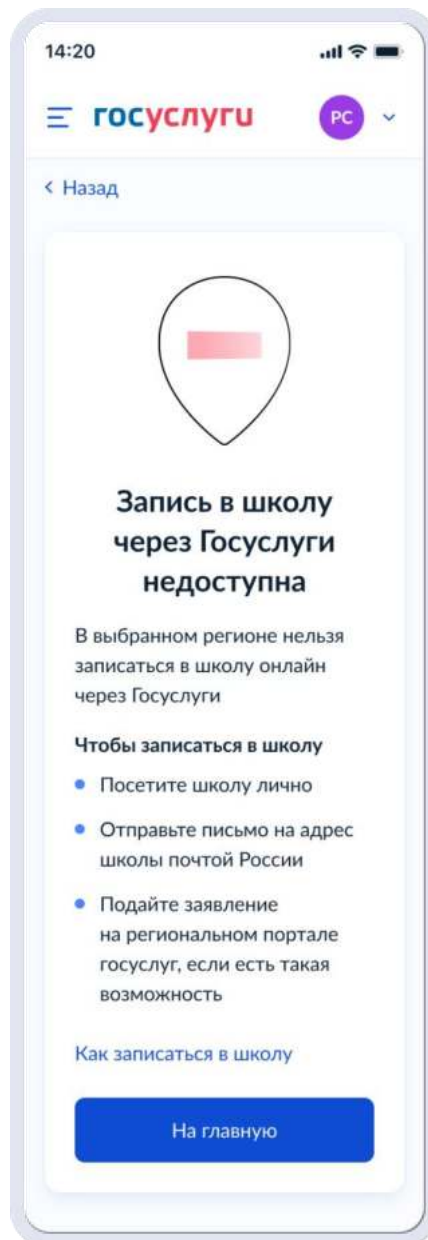 14:20
госуслуги
РС
Назад
Запись в школу
через Госуслуги
недоступна
В выбранном регионе нельзя
записаться в школу онлайн
через Госуслуги
Чтобы записаться в школу
Посетите школу лично
Отправьте письмо на адрес
школы почтой России
Подайте заявление
на региональном портале
госуслуг, если есть такая
возможность
Как записаться в школу
На главную